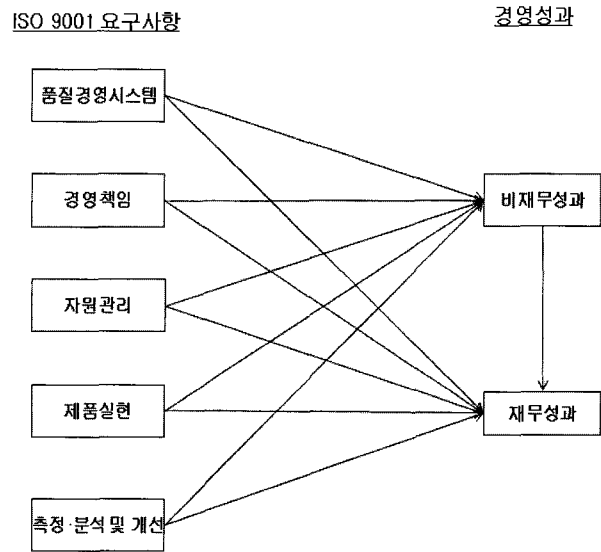 ISO 9001 요구사항
경영성과
품질경영시스템
경영책임
비재무성과
자원관리
제품실현
재무성과
측정·분석 및 개선